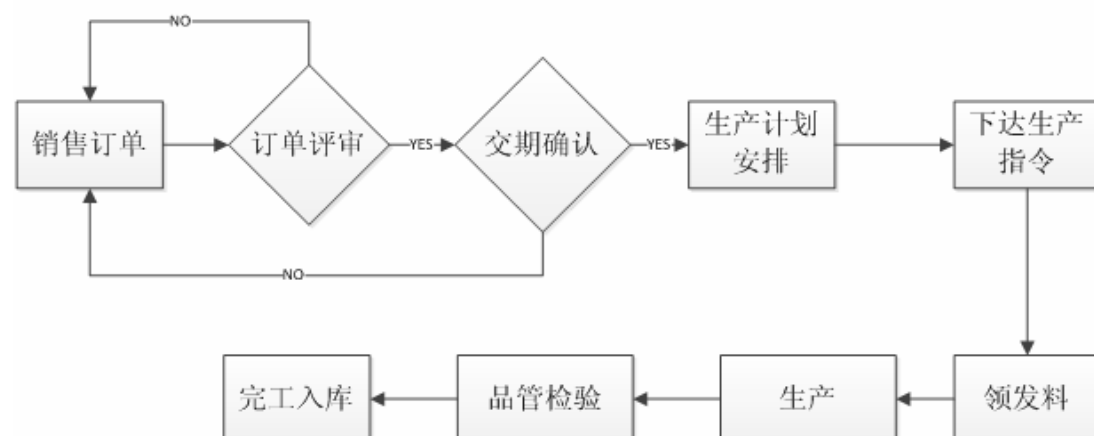 NO
销售订单
订单评审
YES
交期确认
YES
生产计划
安排
下达生产
指令
NO
完工入库
品管检验
生产
领发料